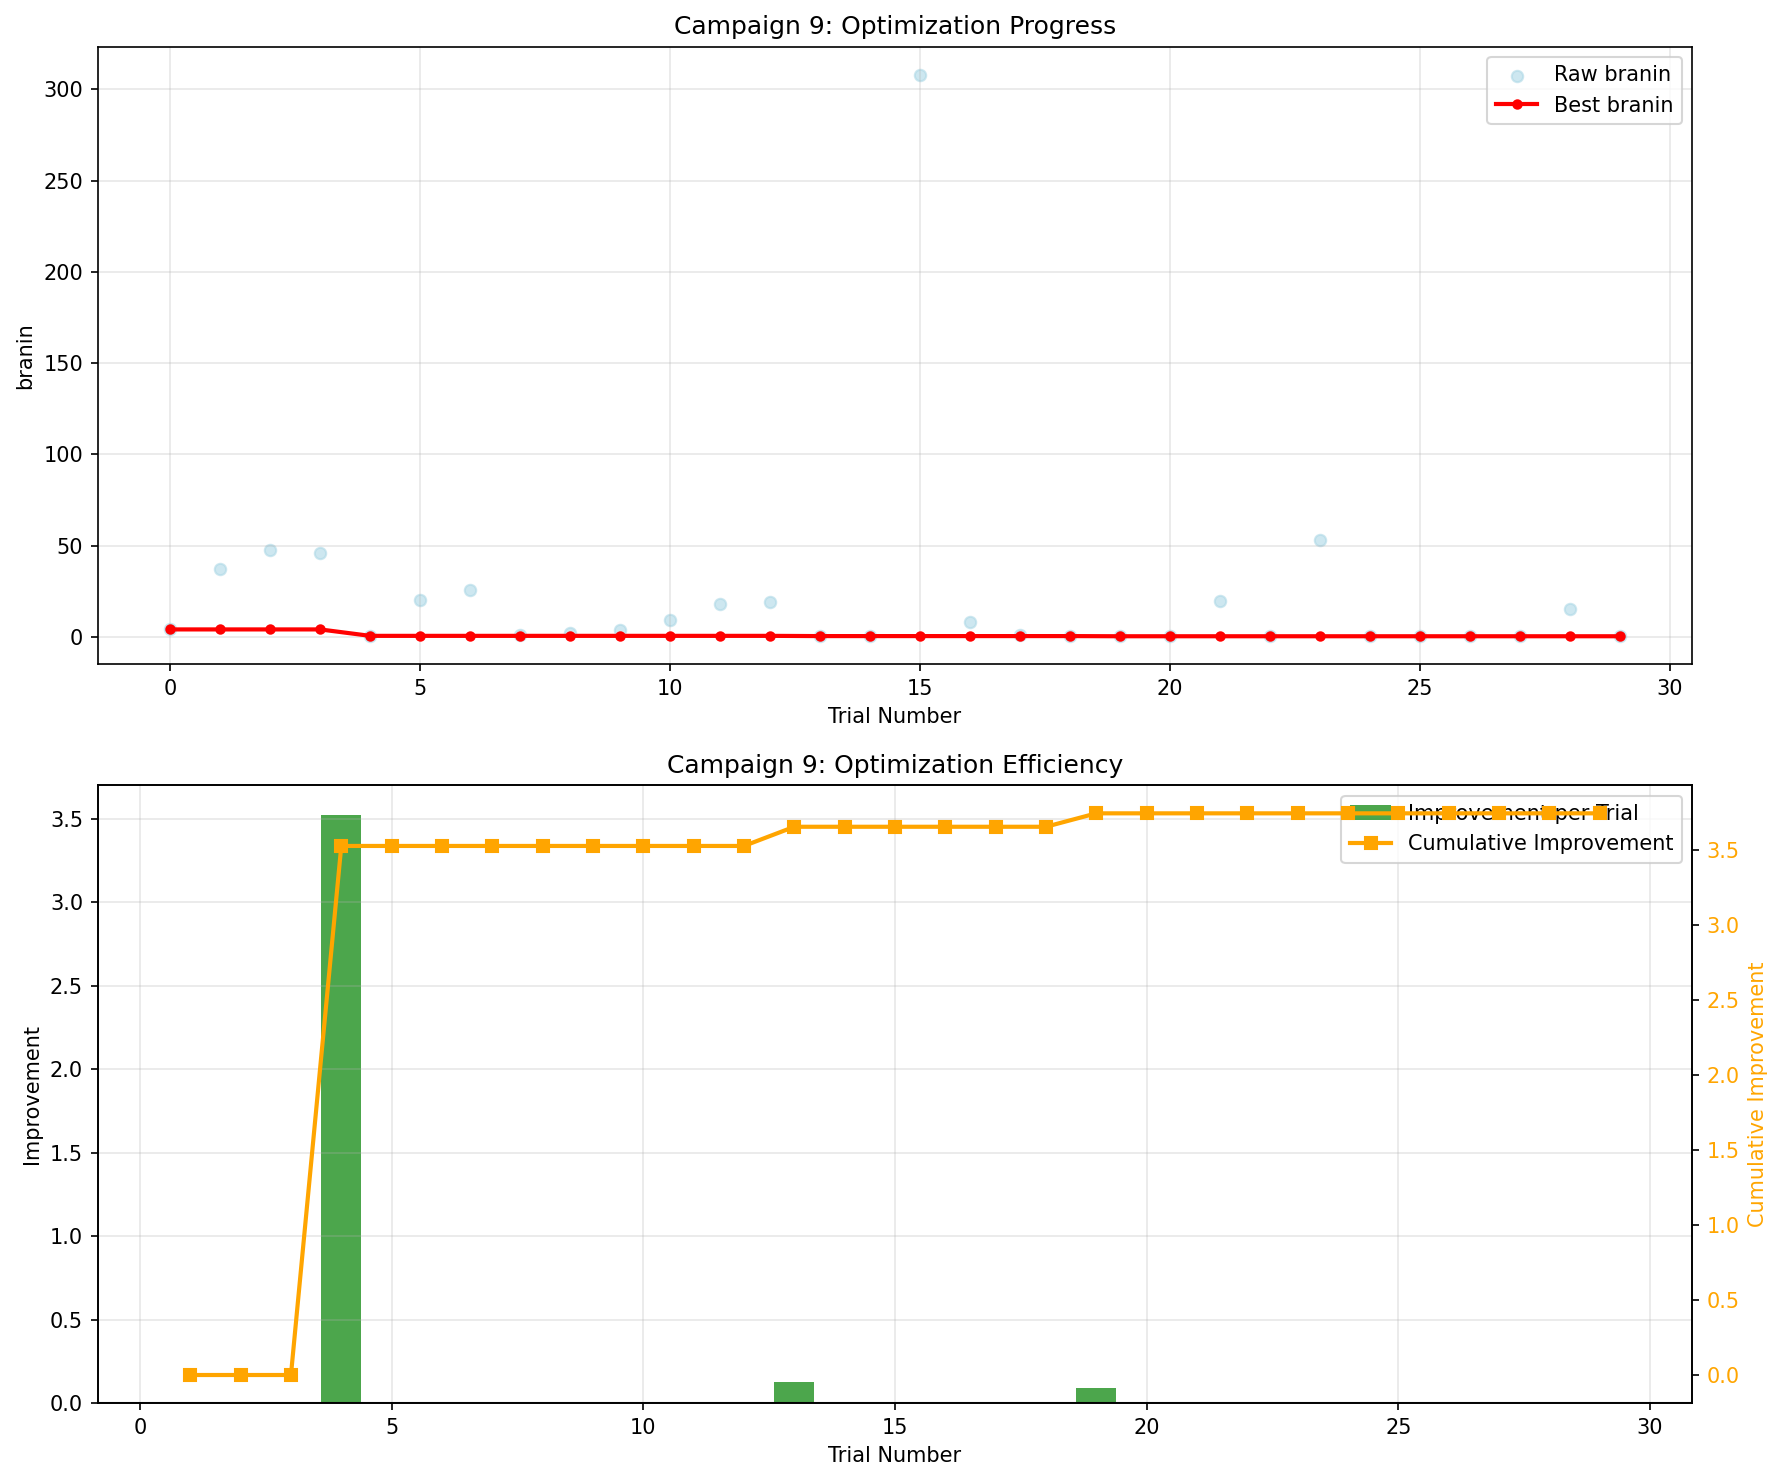 Campaign 9: Optimization Progress
Raw branin
Best branin
300
250
200
150
100
50
0
branin
0 5 10 15 20 25 30
Trial Number
Campaign 9: Optimization Efficiency
Improvement per Trial
Cumulative Improvement
3.5
3.0
2.5
2.0
1.5
1.0
0.5
0.0
Improvement
3.5
3.0
2.5
2.0
1.5
1.0
0.5
0.0
Cumulative Improvement
0 5 10 15 20 25 30
Trial Number